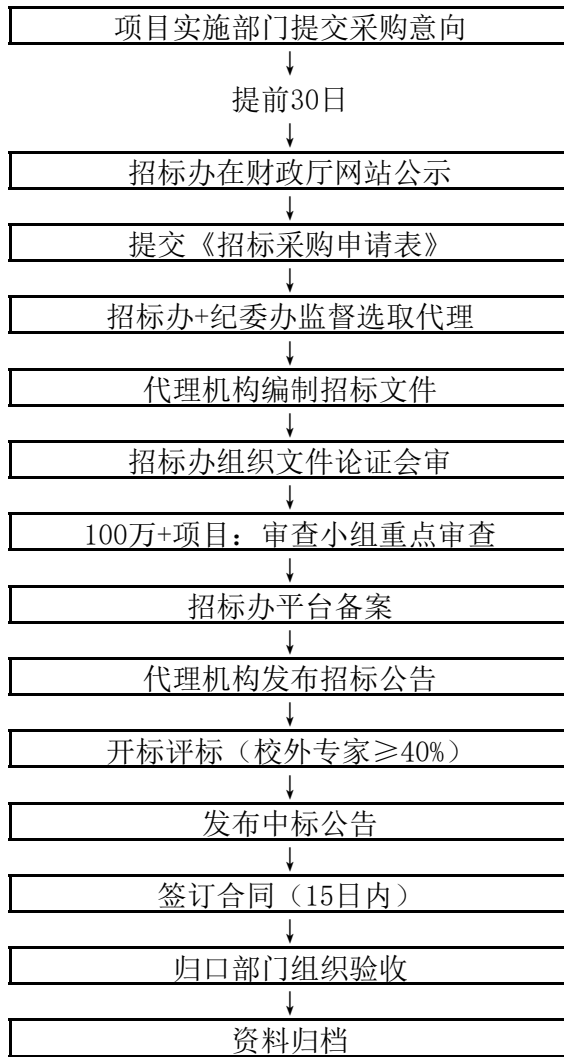 项目实施部门提交采购意向
↓
提前30日
↓
招标办在财政厅网站公示
↓
提交《招标采购申请表》
↓
招标办+纪委办监督选取代理
↓
代理机构编制招标文件
↓
招标办组织文件论证会审
↓
100万+项目：审查小组重点审查
↓
招标办平台备案
↓
代理机构发布招标公告
↓
开标评标（校外专家≥40%）
↓
发布中标公告
↓
签订合同（15日内）
↓
归口部门组织验收
↓
资料归档